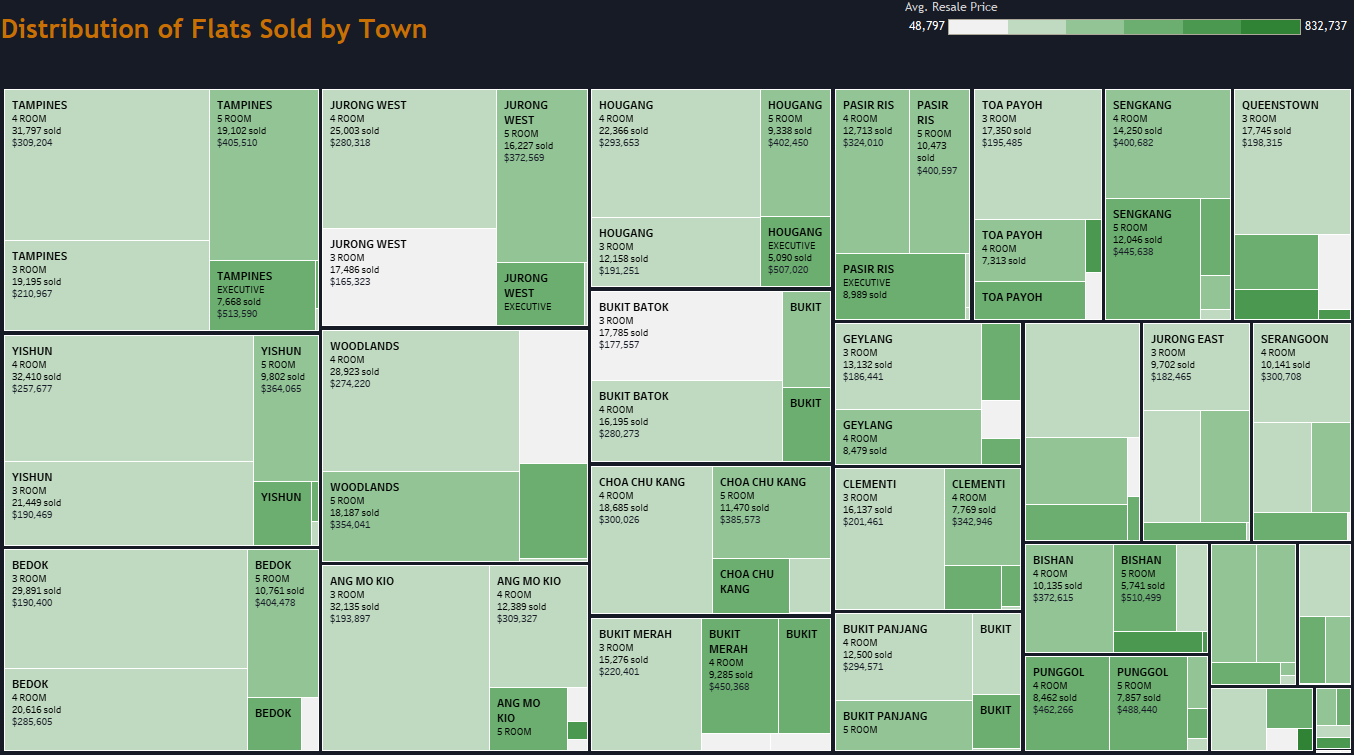 Distribution of Flats Sold by Town
Avg. Resale Price
48,797
832,737
TAMPINES
4 ROOM
31,797 sold
$309,204
TAMPINES
5 ROOM
19,102 sold
$405,510
TAMPINES
3 ROOM
19,195 sold
$210,967
TAMPINES
EXECUTIVE
7,668 sold
$513,590
YISHUN
4 ROOM
32,410 sold
$257,677
YISHUN
5 ROOM
9,802 sold
$364,065
YISHUN
3 ROOM
21,449 sold
$190,469
YISHUN
BEDOK
3 ROOM
29,891 sold
$190,400
BEDOK
5 ROOM
10,761 sold
$404,478
BEDOK
4 ROOM
20,616 sold
$285,605
BEDOK
JURONG WEST
4 ROOM
25,003 sold
$280,318
JURONG
WEST
5 ROOM
16,227 sold
$372,569
JURONG WEST
3 ROOM
17,486 sold
$165,323
JURONG
WEST
EXECUTIVE
WOODLANDS
4 ROOM
28,923 sold
$274,220
WOODLANDS
5 ROOM
18,187 sold
$354,041
ANG MO KIO
3 ROOM
32,135 sold
$193,897
ANG MO KIO
4 ROOM
12,389 sold
$309,327
ANG MO
KIO
5 ROOM
HOUGANG
4 ROOM
22,366 sold
$293,653
HOUGANG
5 ROOM
9,338 sold
$402,450
HOUGANG
3 ROOM
12,158 sold
$191,251
HOUGANG
EXECUTIVE
5,090 sold
$507,020
BUKIT BATOK
3 ROOM
17,785 sold
$177,557
BUKIT
BUKIT BATOK
4 ROOM
16,195 sold
$280,273
BUKIT
CHOA CHU KANG
4 ROOM
18,685 sold
$300,026
CHOA CHU KANG
5 ROOM
11,470 sold
$385,573
CHOA CHU
KANG
BUKIT MERAH
3 ROOM
15,276 sold
$220,401
BUKIT
MERAH
4 ROOM
9,285 sold
$450,368
BUKIT
PASIR RIS
4 ROOM
12,713 sold
$324,010
PASIR
RIS
5 ROOM
10,473
sold
$400,597
PASIR RIS
EXECUTIVE
8,989 sold
TOA PAYOH
3 ROOM
17,350 sold
$195,485
TOA PAYOH
4 ROOM
7,313 sold
TOA PAYOH
SENGKANG
4 ROOM
14,250 sold
$400,682
SENGKANG
5 ROOM
12,046 sold
$445,638
QUEENSTOWN
3 ROOM
17,745 sold
$198,315
GEYLANG
3 ROOM
13,132 sold
$186,441
GEYLANG
4 ROOM
8,479 sold
CLEMENTI
3 ROOM
16,137 sold
$201,461
CLEMENTI
4 ROOM
7,769 sold
$342,946
BUKIT PANJANG
4 ROOM
12,500 sold
$294,571
BUKIT
BUKIT PANJANG
5 ROOM
BUKIT
JURONG EAST
3 ROOM
9,702 sold
$182,465
SERANGOON
4 ROOM
10,141 sold
$300,708
BISHAN
4 ROOM
10,135 sold
$372,615
BISHAN
5 ROOM
5,741 sold
$510,499
PUNGGOL
4 ROOM
8,462 sold
$462,266
PUNGGOL
5 ROOM
7,857 sold
$488,440